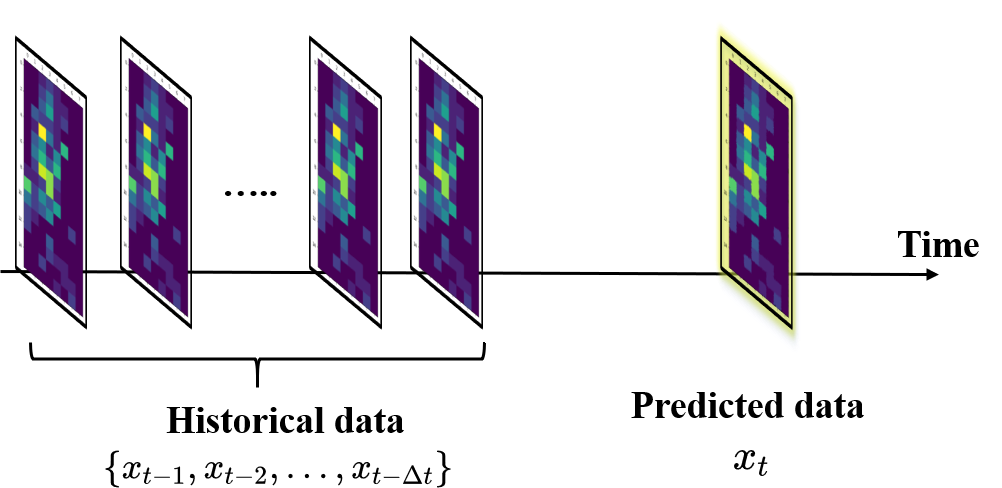 .....
Time
Historical data
Predicted data
{x_{t-1}, x_{t-2}, ..., x_{t-Δt}}
x_t